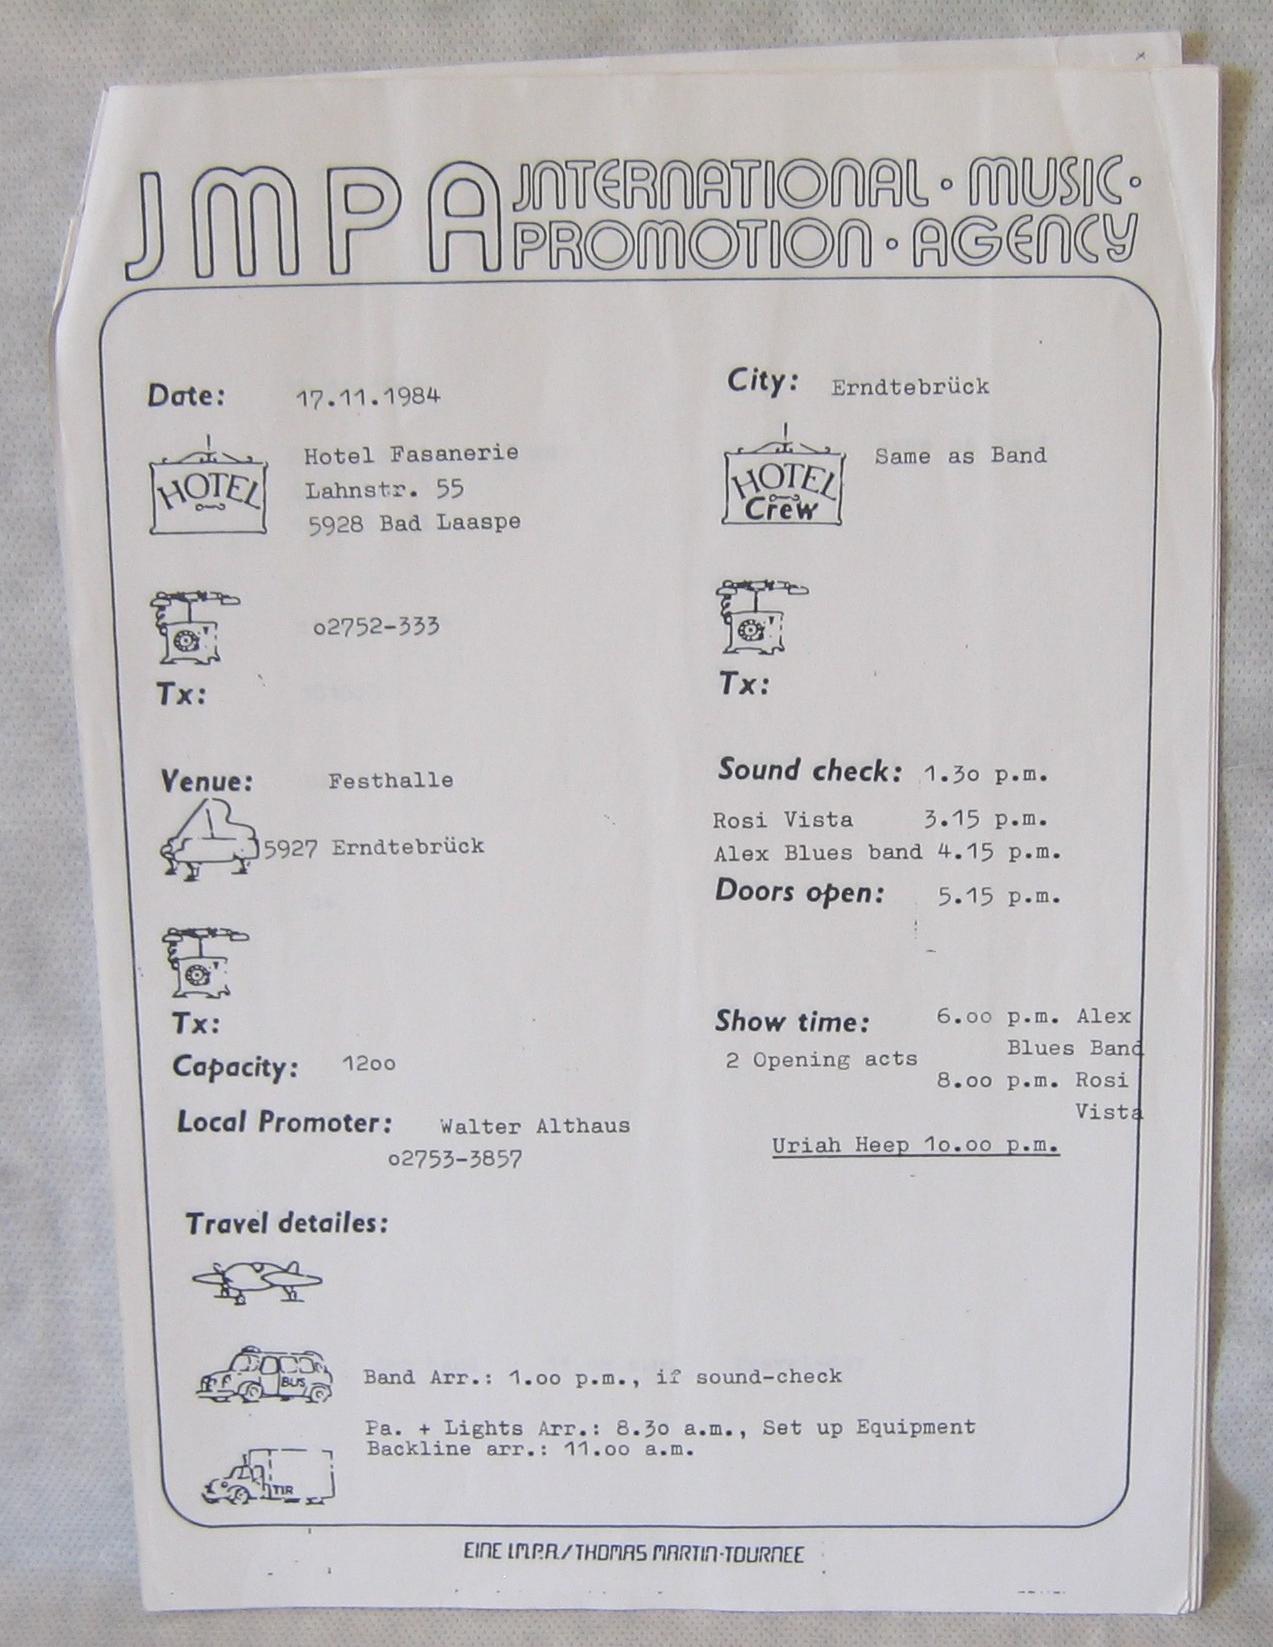 JMPA JNTERNATIONAL · MUSIC ·
PROMOTION · AGENCY
Date: 17.11.1984
City: Erndtebrück
HOTEL
Hotel Fasanerie
Lahnstr. 55
5928 Bad Laaspe
HOTEL
Crew
Same as Band
o2752-333
Tx:
Tx:
Venue: Festhalle
5927 Erndtebrück
Tx:
Capacity: 12oo
Local Promoter: Walter Althaus
o2753-3857
Sound check: 1.3o p.m.
Rosi Vista 3.15 p.m.
Alex Blues band 4.15 p.m.
Doors open: 5.15 p.m.
Show time: 6.oo p.m. Alex
Blues Band
2 Opening acts
8.oo p.m. Rosi
Vista
Uriah Heep 1o.oo p.m.
Travel detailes:
BUS
Band Arr.: 1.oo p.m., if sound-check
Pa. + Lights Arr.: 8.3o a.m., Set up Equipment
Backline arr.: 11.oo a.m.
TIR
EINE I.M.P.A./THOMAS MARTIN-TOURNEE